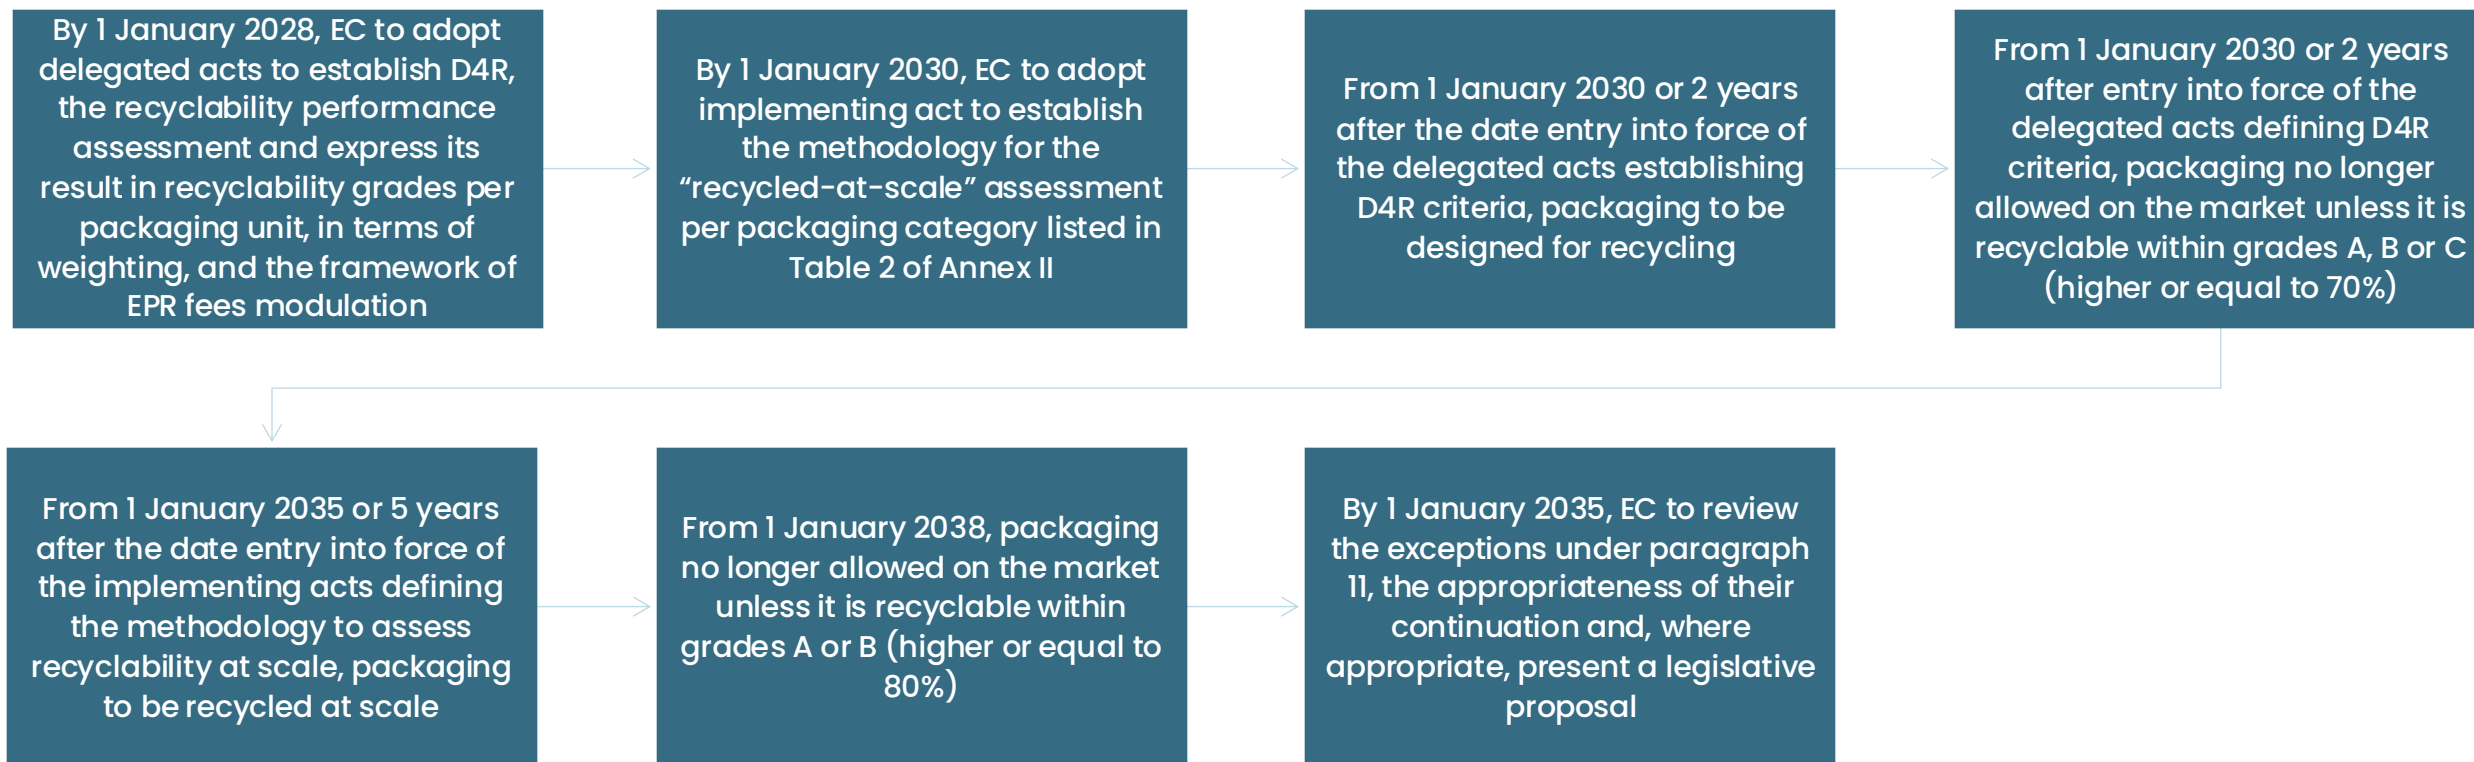 By 1 January 2028, EC to adopt
delegated acts to establish D4R,
the recyclability performance
assessment and express its
result in recyclability grades per
packaging unit, in terms of
weighting, and the framework of
EPR fees modulation
By 1 January 2030, EC to adopt
implementing act to establish
the methodology for the
“recycled-at-scale” assessment
per packaging category listed in
Table 2 of Annex II
From 1 January 2030 or 2 years
after the date entry into force of
the delegated acts establishing
D4R criteria, packaging to be
designed for recycling
From 1 January 2030 or 2 years
after entry into force of the
delegated acts defining D4R
criteria, packaging no longer
allowed on the market unless it is
recyclable within grades A, B or C
(higher or equal to 70%)
From 1 January 2035 or 5 years
after the date entry into force of
the implementing acts defining
the methodology to assess
recyclability at scale, packaging
to be recycled at scale
From 1 January 2038, packaging
no longer allowed on the market
unless it is recyclable within
grades A or B (higher or equal to
80%)
By 1 January 2035, EC to review
the exceptions under paragraph
11, the appropriateness of their
continuation and, where
appropriate, present a legislative
proposal